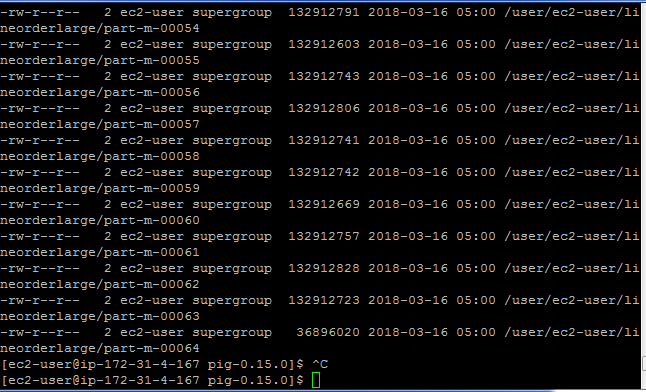 -rw-r--r--   2 ec2-user supergroup  132912791 2018-03-16 05:00 /user/ec2-user/li
neorderlarge/part-m-00054
-rw-r--r--   2 ec2-user supergroup  132912603 2018-03-16 05:00 /user/ec2-user/li
neorderlarge/part-m-00055
-rw-r--r--   2 ec2-user supergroup  132912743 2018-03-16 05:00 /user/ec2-user/li
neorderlarge/part-m-00056
-rw-r--r--   2 ec2-user supergroup  132912806 2018-03-16 05:00 /user/ec2-user/li
neorderlarge/part-m-00057
-rw-r--r--   2 ec2-user supergroup  132912741 2018-03-16 05:00 /user/ec2-user/li
neorderlarge/part-m-00058
-rw-r--r--   2 ec2-user supergroup  132912742 2018-03-16 05:00 /user/ec2-user/li
neorderlarge/part-m-00059
-rw-r--r--   2 ec2-user supergroup  132912669 2018-03-16 05:00 /user/ec2-user/li
neorderlarge/part-m-00060
-rw-r--r--   2 ec2-user supergroup  132912757 2018-03-16 05:00 /user/ec2-user/li
neorderlarge/part-m-00061
-rw-r--r--   2 ec2-user supergroup  132912828 2018-03-16 05:00 /user/ec2-user/li
neorderlarge/part-m-00062
-rw-r--r--   2 ec2-user supergroup  132912723 2018-03-16 05:00 /user/ec2-user/li
neorderlarge/part-m-00063
-rw-r--r--   2 ec2-user supergroup   36896020 2018-03-16 05:00 /user/ec2-user/li
neorderlarge/part-m-00064
[ec2-user@ip-172-31-4-167 pig-0.15.0]$ ^C
[ec2-user@ip-172-31-4-167 pig-0.15.0]$